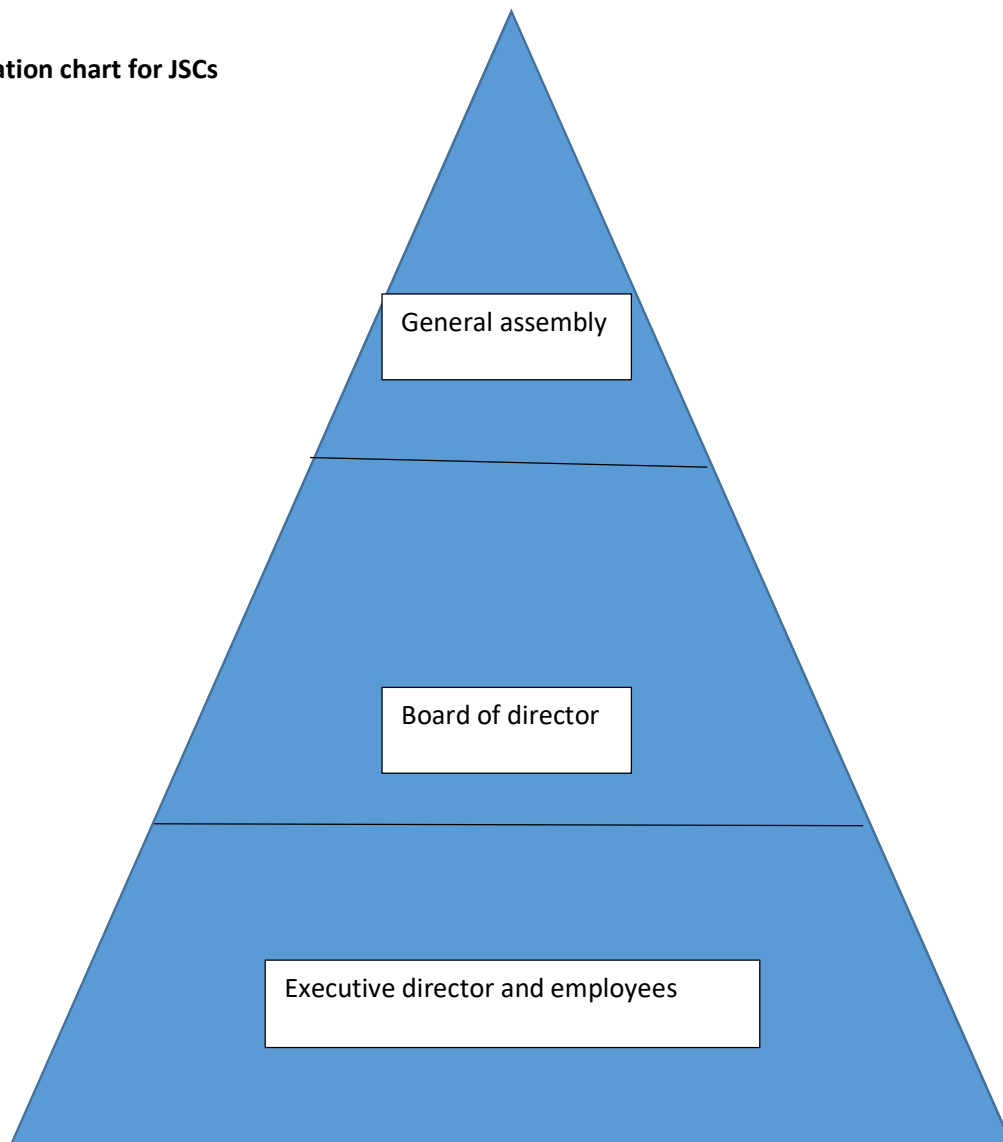 ation chart for JSCs
General assembly
Board of director
Executive director and employees